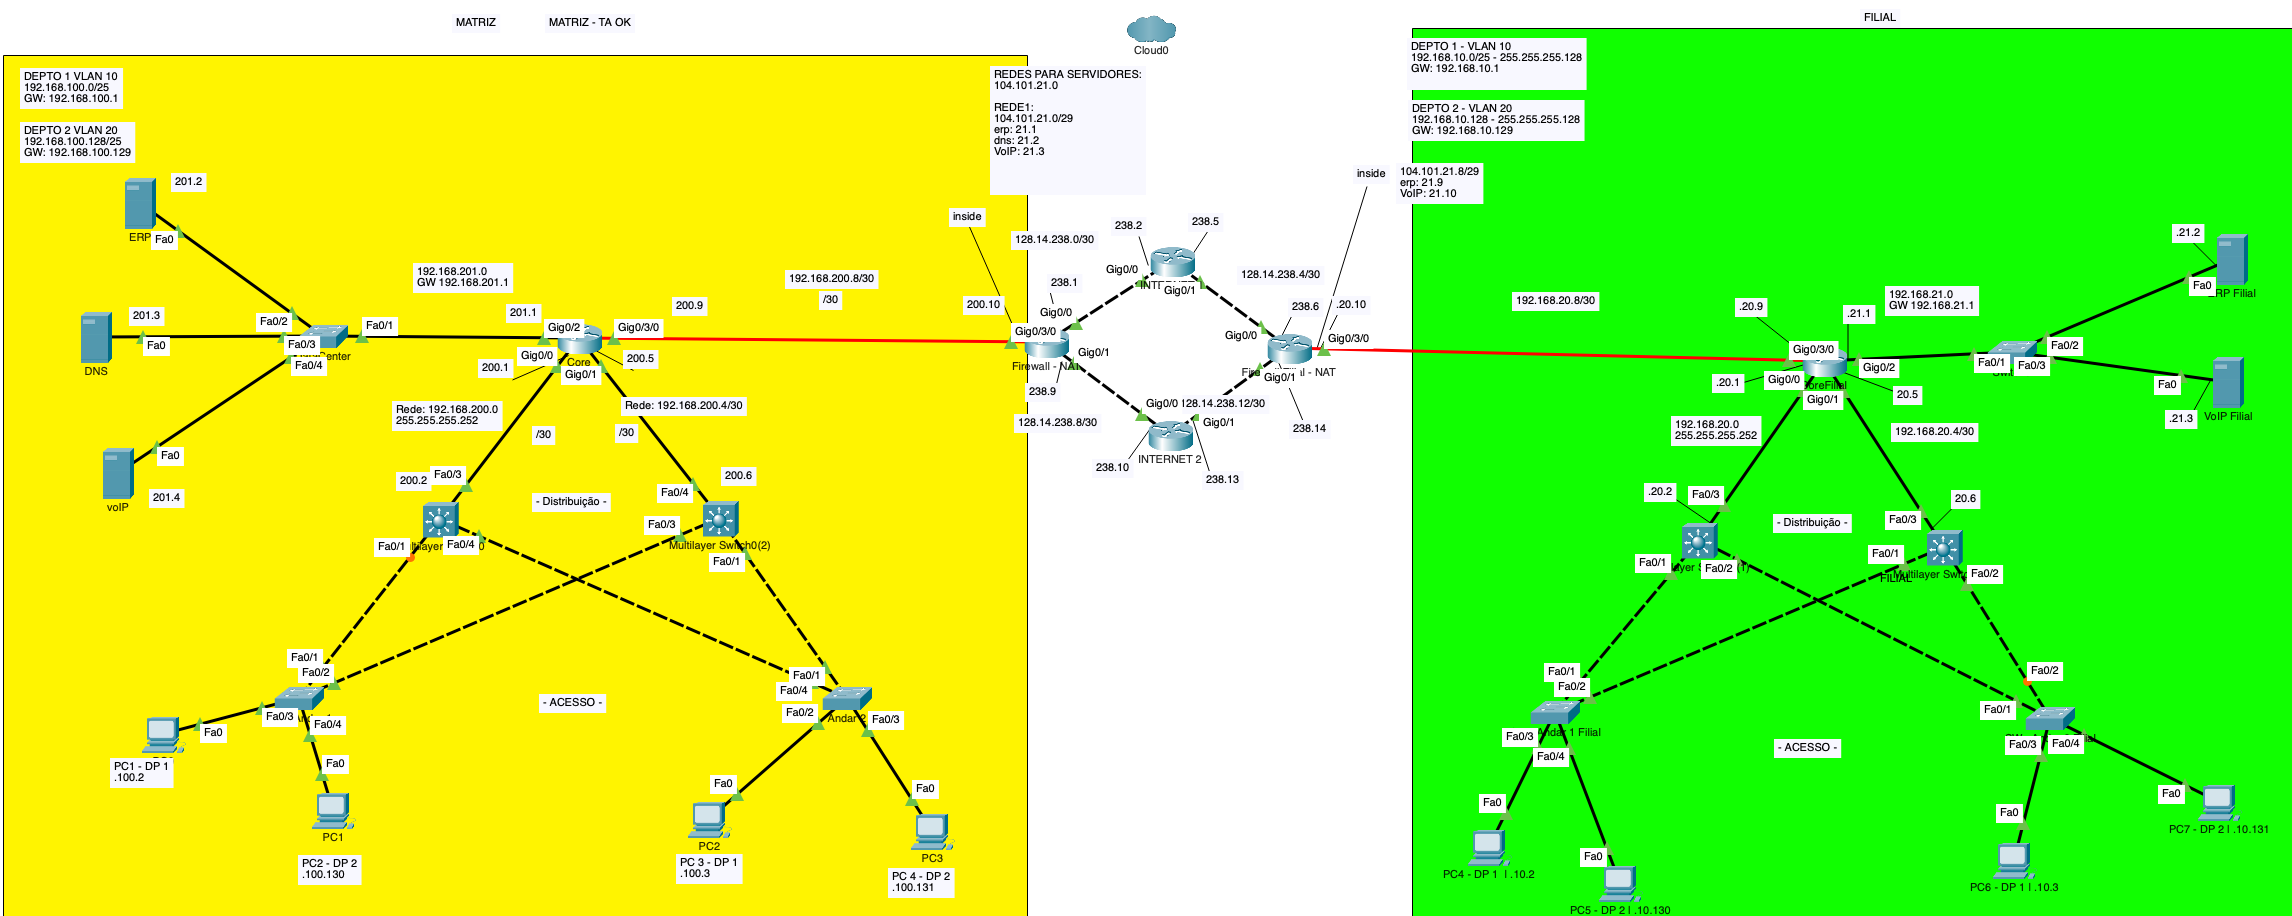 MATRIZ
MATRIZ - TA OK
Cloud0
FILIAL
DEPTO 1 VLAN 10
192.168.100.0/25
GW: 192.168.100.1
DEPTO 2 VLAN 20
192.168.100.128/25
GW: 192.168.100.129
REDES PARA SERVIDORES:
104.101.21.0
REDE1:
104.101.21.0/29
erp: 21.1
dns: 21.2
VoIP: 21.3
DEPTO 1 - VLAN 10
192.168.10.0/25 - 255.255.255.128
GW: 192.168.10.1
DEPTO 2 - VLAN 20
192.168.10.128 - 255.255.255.128
GW: 192.168.10.129
inside
104.101.21.8/29
erp: 21.9
VoIP: 21.10
201.2
ERP
Fa0
201.3
Fa0
DNS
Fa0/2
Fa0/3
Fa0/4
Fa0/1
Fa0
201.4
voIP
192.168.201.0
GW 192.168.201.1
201.1
Gig0/2
Gig0/3/0
Gig0/0
Core
Gig0/1
200.1
200.5
200.9
192.168.200.8/30
/30
inside
200.10
Gig0/3/0
Firewall - NAT
128.14.238.0/30
238.1
Gig0/0
Gig0/1
238.9
128.14.238.8/30
238.2
238.5
Gig0/0
Gig0/1
128.14.238.4/30
238.6
.20.10
Gig0/0
Gig0/3/0
Gig0/1
- NAT
238.14
128.14.238.12/30
Gig0/0
Gig0/1
INTERNET 2
238.10
238.13
192.168.20.8/30
.20.9
.21.1
192.168.21.0
GW 192.168.21.1
Gig0/3/0
Gig0/2
Gig0/0
Gig0/1
.20.1
20.5
Fa0/1
Fa0/2
Fa0/3
.21.2
Fa0
ERP Filial
Fa0
.21.3
VoIP Filial
Rede: 192.168.200.0
255.255.255.252
/30
Rede: 192.168.200.4/30
/30
200.2
Fa0/3
Fa0/1
Fa0/4
- Distribuição -
200.6
Fa0/4
Fa0/3
Multilayer Switch0(2)
Fa0/1
192.168.20.0
255.255.255.252
192.168.20.4/30
.20.2
Fa0/3
Fa0/1
Fa0/2
- Distribuição -
20.6
Fa0/3
Fa0/1
Fa0/2
FILIAL
Fa0/1
Fa0/2
Fa0/3
Fa0/4
Fa0
PC1 - DP 1
.100.2
Fa0
PC1
PC2 - DP 2
.100.130
- ACESSO -
Fa0/1
Fa0/4
Fa0/2
Fa0/3
Andar 2
Fa0
PC2
PC 3 - DP 1
.100.3
Fa0
PC3
PC 4 - DP 2
.100.131
Fa0/1
Fa0/2
Andar 1 Filial
Fa0/3
Fa0/4
Fa0
PC4 - DP 1 | .10.2
Fa0
PC5 - DP 2 | .10.130
- ACESSO -
Fa0/2
Fa0/1
Fa0/3
Fa0/4
Fa0
PC6 - DP 1 | .10.3
Fa0
PC7 - DP 2 | .10.131